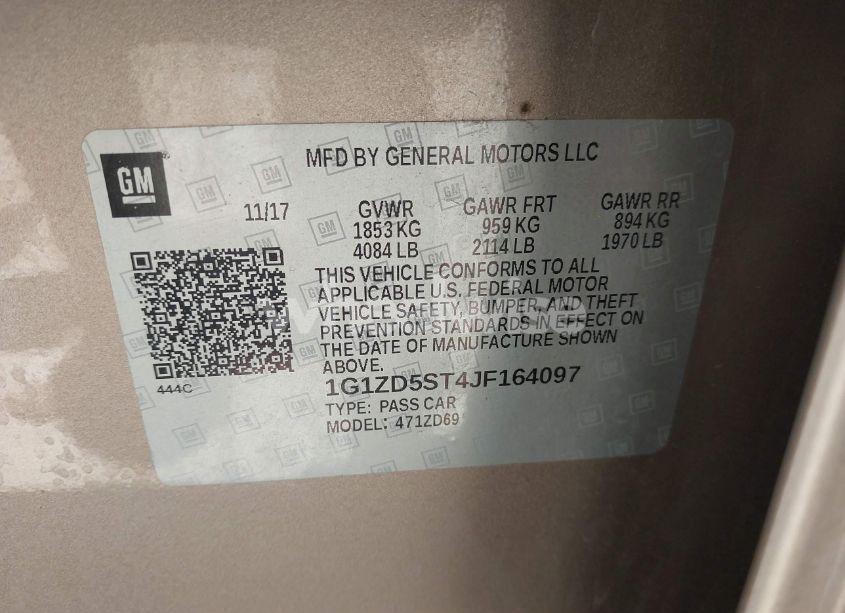 GM
MFD BY GENERAL MOTORS LLC
11/17
GVWR
1853 KG
4084 LB
GAWR FRT
959 KG
2114 LB
GAWR RR
894 KG
1970 LB
THIS VEHICLE CONFORMS TO ALL
APPLICABLE U.S. FEDERAL MOTOR
VEHICLE SAFETY, BUMPER, AND THEFT
PREVENTION STANDARDS IN EFFECT ON
THE DATE OF MANUFACTURE SHOWN
ABOVE.
444C
1G1ZD5ST4JF164097
TYPE: PASS CAR
MODEL: 471ZD69